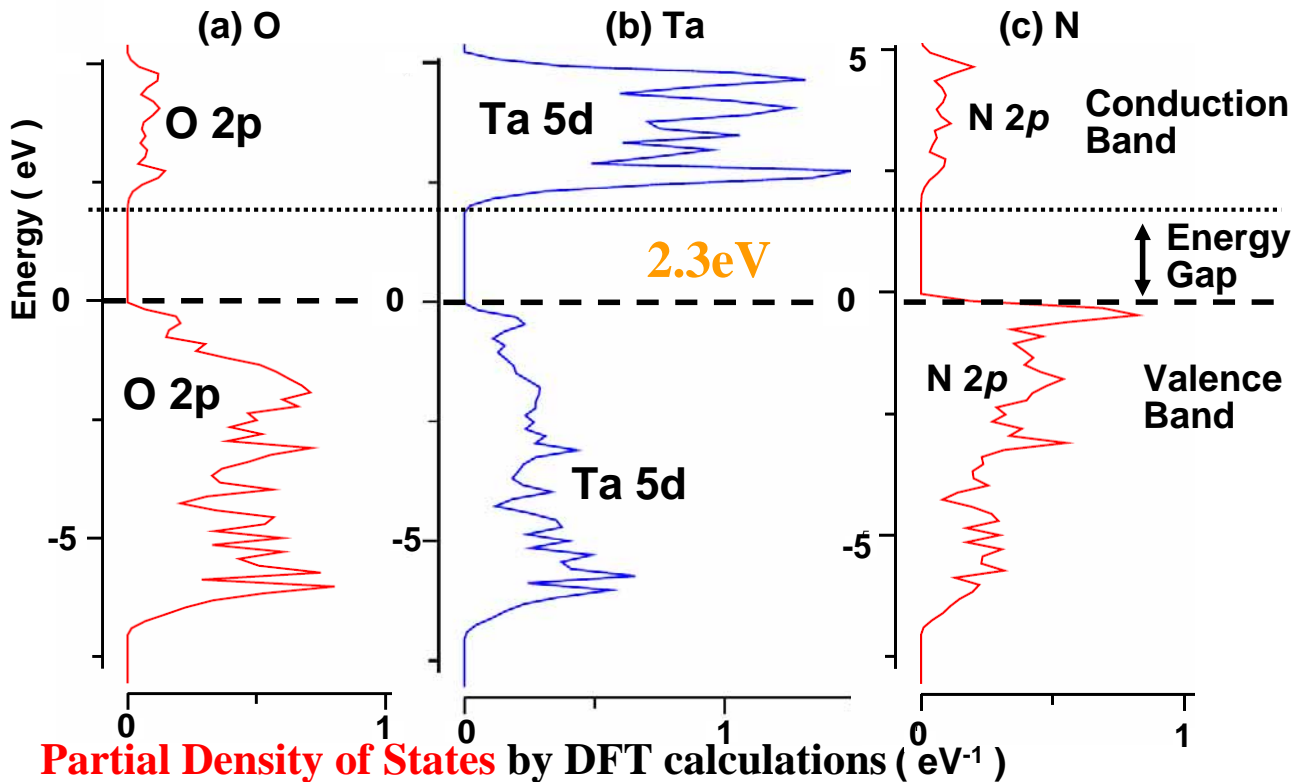 (a) O
(b) Ta
(c) N
5
O 2p
Ta 5d
N 2p
Conduction
Band
Energy ( eV )
2.3eV
Energy
Gap
0
0
0
O 2p
Ta 5d
N 2p
Valence
Band
-5
-5
-5
0
1
0
1
0
1
Partial Density of States by DFT calculations ( eV⁻¹ )